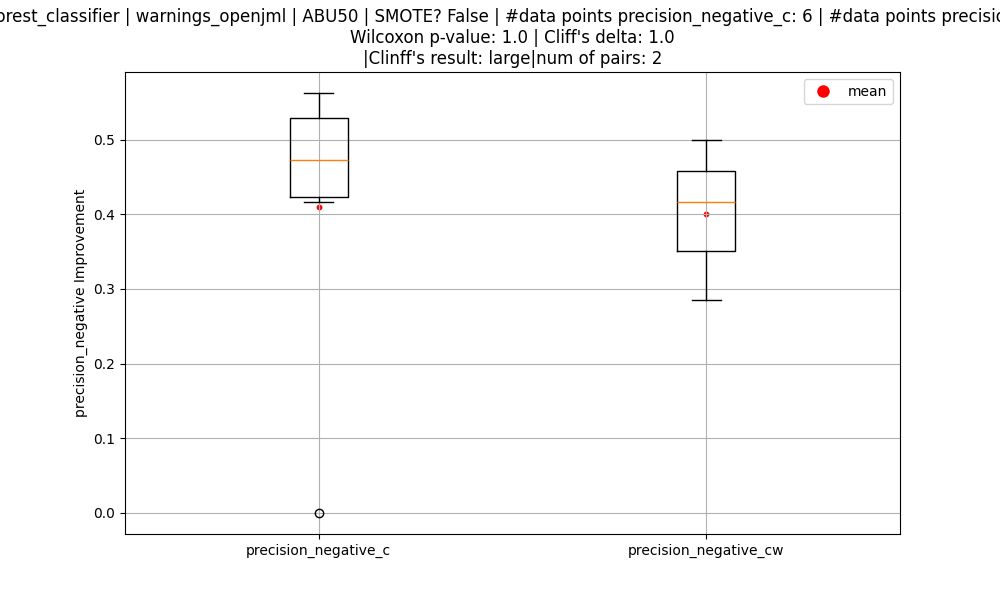 orest_classifier | warnings_openjml | ABU50 | SMOTE? False | #data points precision_negative_c: 6 | #data points precisio
Wilcoxon p-value: 1.0 | Cliff's delta: 1.0
|Clinff's result: large|num of pairs: 2
mean
precision_negative Improvement
0.5
0.4
0.3
0.2
0.1
0.0
precision_negative_c
precision_negative_cw